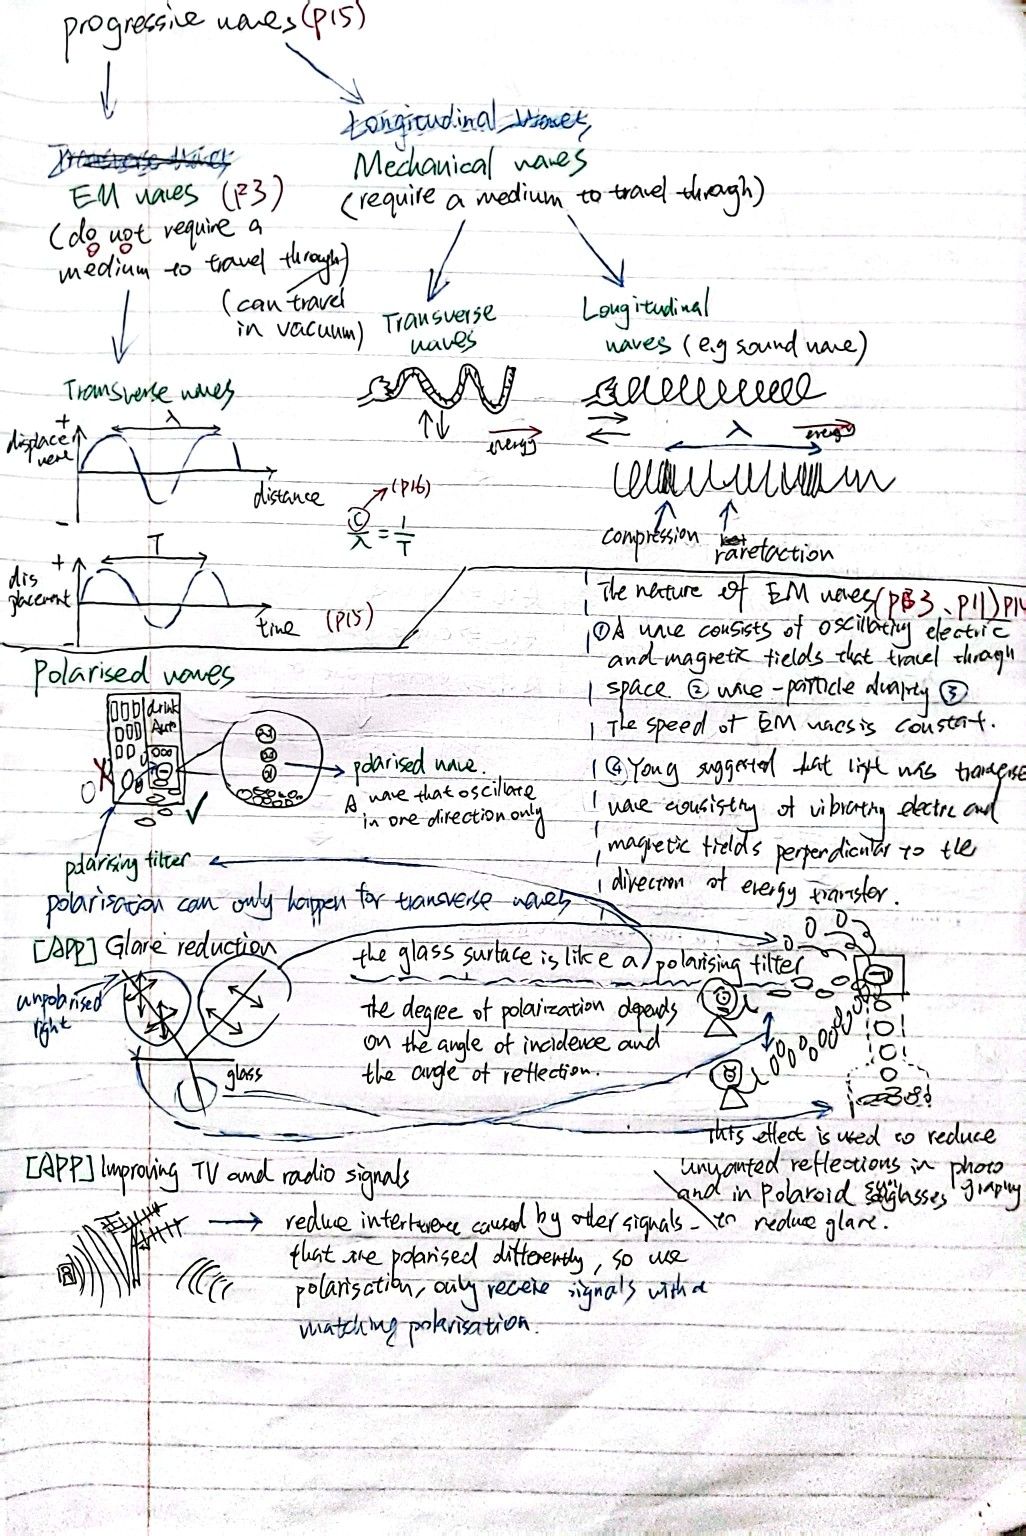 progressive waves (P15)
Longitudinal waves
Transverse waves
Mechanical waves
(require a medium to travel through)
EM waves (P3)
(do not require a
medium to travel through)
(can travel
in vacuum)
Transverse
waves
Longitudinal
waves (e.g sound wave)
Transverse waves
+
λ
displace
ment
distance
-
energy
λ
energy
(P16)
c/λ = 1/T
compression
rarefaction
+
T
dis
placement
time
(P15)
-
The nature of EM waves (P3、P11) P14
① A wave consists of oscillating electric
and magnetic fields that travel through
space ② wave-particle duality ③
The speed of EM waves is constant.
④ Young suggested that light was transverse
wave consisting of vibrating electric and
magnetic fields perpendicular to the
direction of energy transfer.
Polarised waves
drink
polarised wave.
A wave that oscillate
in one direction only
polarising filter
polarisation can only happen for transverse waves
[APP] Glare reduction
the glass surface is like a polarising filter
unpolarised
light
the degree of polarization depends
on the angle of incidence and
the angle of reflection.
glass
This effect is used to reduce
unwanted reflections in photo
graphy
and in Polaroid sunglasses
to reduce glare.
[APP] Improving TV and radio signals
reduce interference caused by other signals
that are polarised differently, so use
polarisation, only receive signals with a
matching polarisation.